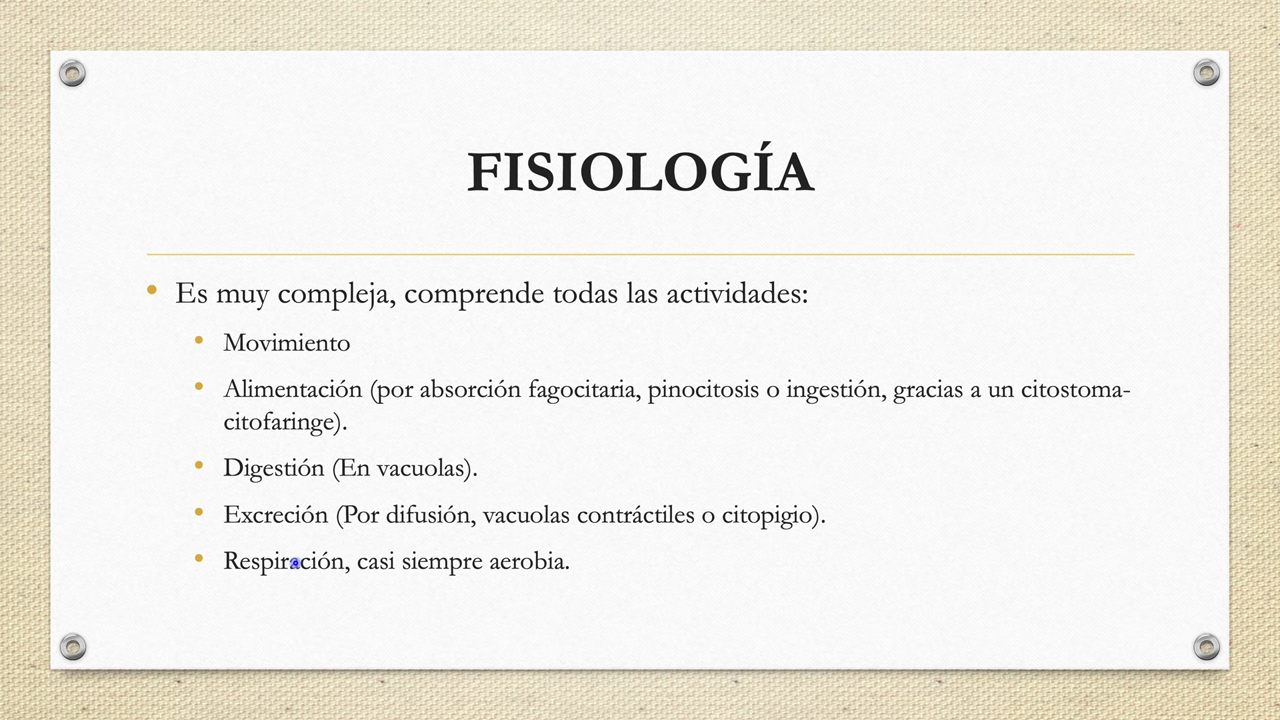 FISIOLOGÍA
• Es muy compleja, comprende todas las actividades:
• Movimiento
• Alimentación (por absorción fagocitaria, pinocitosis o ingestión, gracias a un citostoma-
citofaringe).
• Digestión (En vacuolas).
• Excreción (Por difusión, vacuolas contráctiles o citopigio).
• Respiración, casi siempre aerobia.